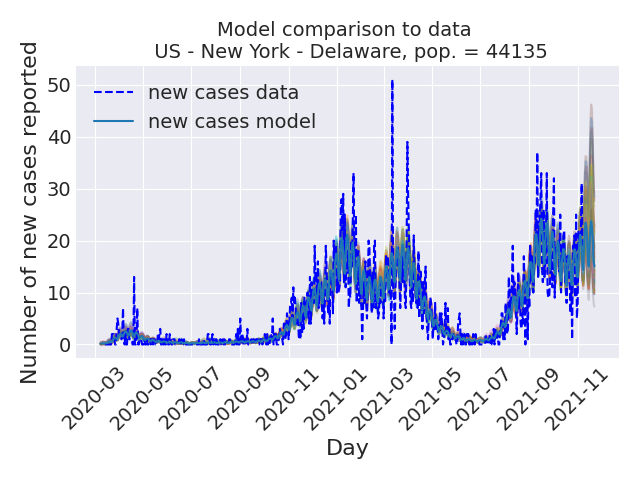 Model comparison to data
US - New York - Delaware, pop. = 44135
Number of new cases reported
50
40
30
20
10
0
new cases data
new cases model
2020-03
2020-05
2020-07
2020-09
2020-11
2021-01
2021-03
2021-05
2021-07
2021-09
2021-11
Day